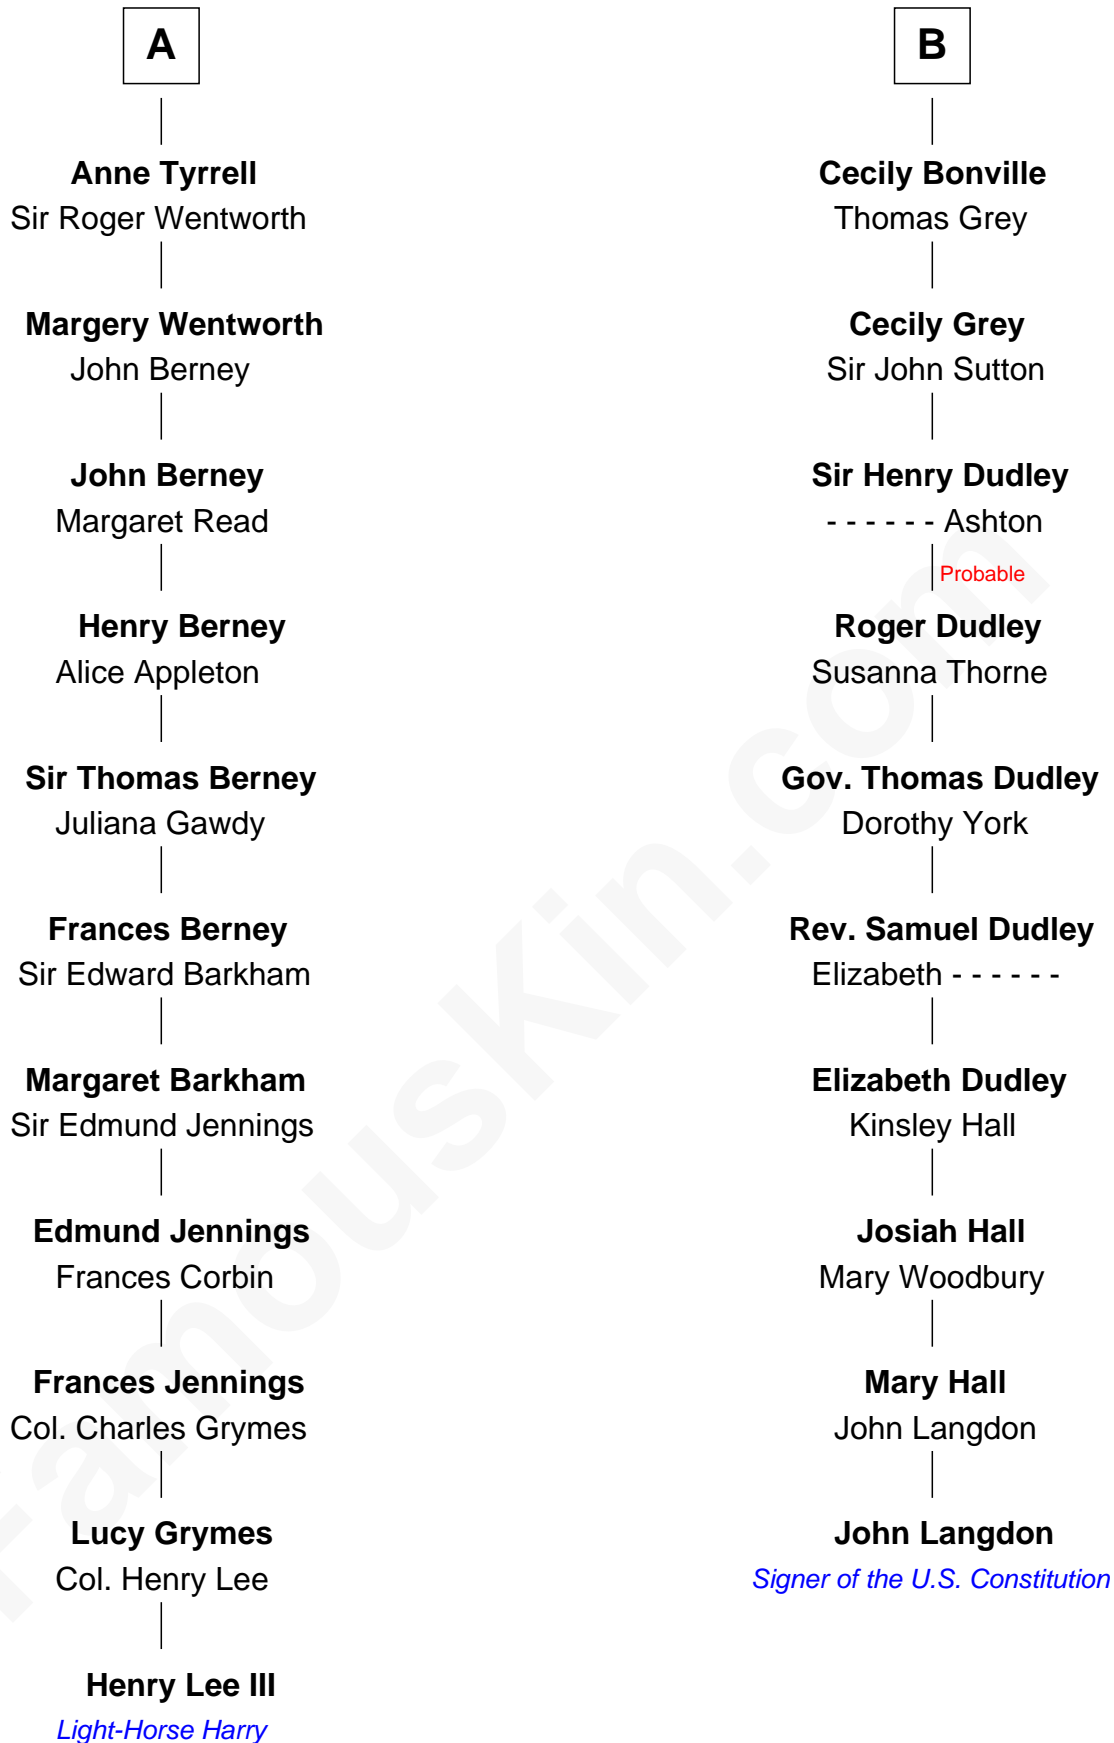 A
Anne Tyrrell
Sir Roger Wentworth
Margery Wentworth
John Berney
John Berney
Margaret Read
Henry Berney
Alice Appleton
Sir Thomas Berney
Juliana Gawdy
Frances Berney
Sir Edward Barkham
Margaret Barkham
Sir Edmund Jennings
Edmund Jennings
Frances Corbin
Frances Jennings
Col. Charles Grymes
Lucy Grymes
Col. Henry Lee
Henry Lee III
Light-Horse Harry
B
Cecily Bonville
Thomas Grey
Cecily Grey
Sir John Sutton
Sir Henry Dudley
- - - - - - Ashton
Probable
Roger Dudley
Susanna Thorne
Gov. Thomas Dudley
Dorothy York
Rev. Samuel Dudley
Elizabeth - - - - - -
Elizabeth Dudley
Kinsley Hall
Josiah Hall
Mary Woodbury
Mary Hall
John Langdon
John Langdon
Signer of the U.S. Constitution
FamousKin.com